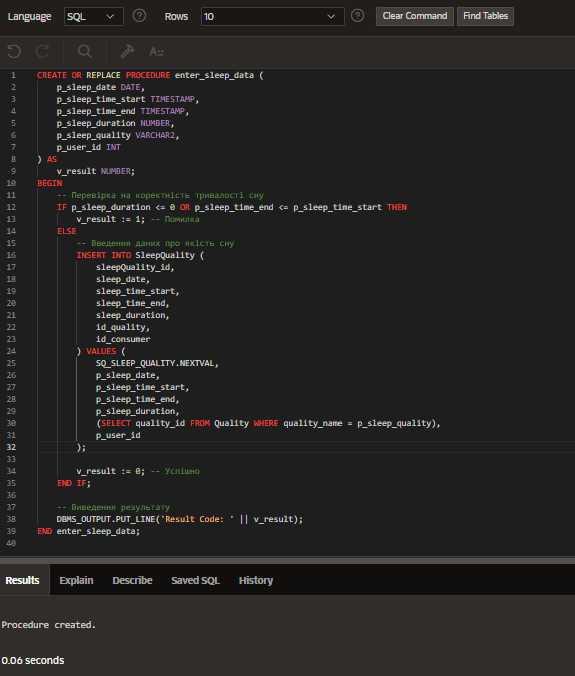 Language SQL Rows 10 Clear Command Find Tables
A::
1 CREATE OR REPLACE PROCEDURE enter_sleep_data (
2 p_sleep_date DATE,
3 p_sleep_time_start TIMESTAMP,
4 p_sleep_time_end TIMESTAMP,
5 p_sleep_duration NUMBER,
6 p_sleep_quality VARCHAR2,
7 p_user_id INT
8 ) AS
9 v_result NUMBER;
10 BEGIN
11 -- Перевірка на коректність тривалості сну
12 IF p_sleep_duration <= 0 OR p_sleep_time_end <= p_sleep_time_start THEN
13 v_result := 1; -- Помилка
14 ELSE
15 -- Введення даних про якість сну
16 INSERT INTO SleepQuality (
17 sleepQuality_id,
18 sleep_date,
19 sleep_time_start,
20 sleep_time_end,
21 sleep_duration,
22 id_quality,
23 id_consumer
24 ) VALUES (
25 SQ_SLEEP_QUALITY.NEXTVAL,
26 p_sleep_date,
27 p_sleep_time_start,
28 p_sleep_time_end,
29 p_sleep_duration,
30 (SELECT quality_id FROM Quality WHERE quality_name = p_sleep_quality),
31 p_user_id
32 );
33
34 v_result := 0; -- Успішно
35 END IF;
36
37 -- Виведення результату
38 DBMS_OUTPUT.PUT_LINE('Result Code: ' || v_result);
39 END enter_sleep_data;
40
Results Explain Describe Saved SQL History
Procedure created.
0.06 seconds